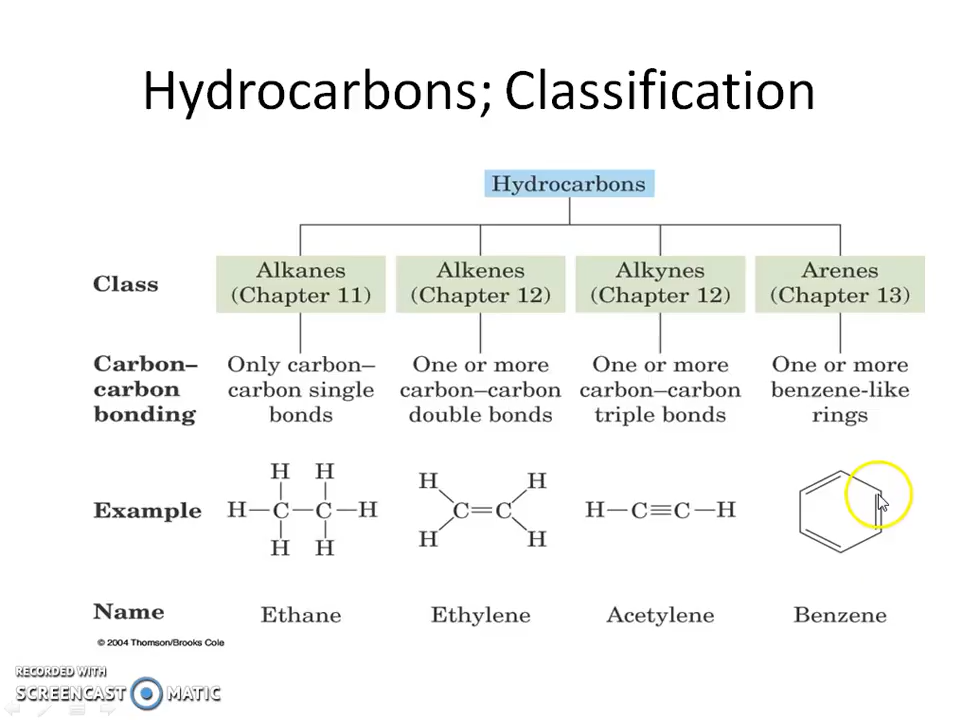 Hydrocarbons; Classification
Hydrocarbons
Class
Alkanes
(Chapter 11)
Alkenes
(Chapter 12)
Alkynes
(Chapter 12)
Arenes
(Chapter 13)
Carbon–
carbon
bonding
Only carbon–
carbon single
bonds
One or more
carbon–carbon
double bonds
One or more
carbon–carbon
triple bonds
One or more
benzene-like
rings
Example
H H
H—C—C—H
H H
H H
C=C
H H
H—C≡C—H
Name
Ethane
Ethylene
Acetylene
Benzene
© 2004 Thomson/Brooks Cole
RECORDED WITH
SCREENCAST MATIC